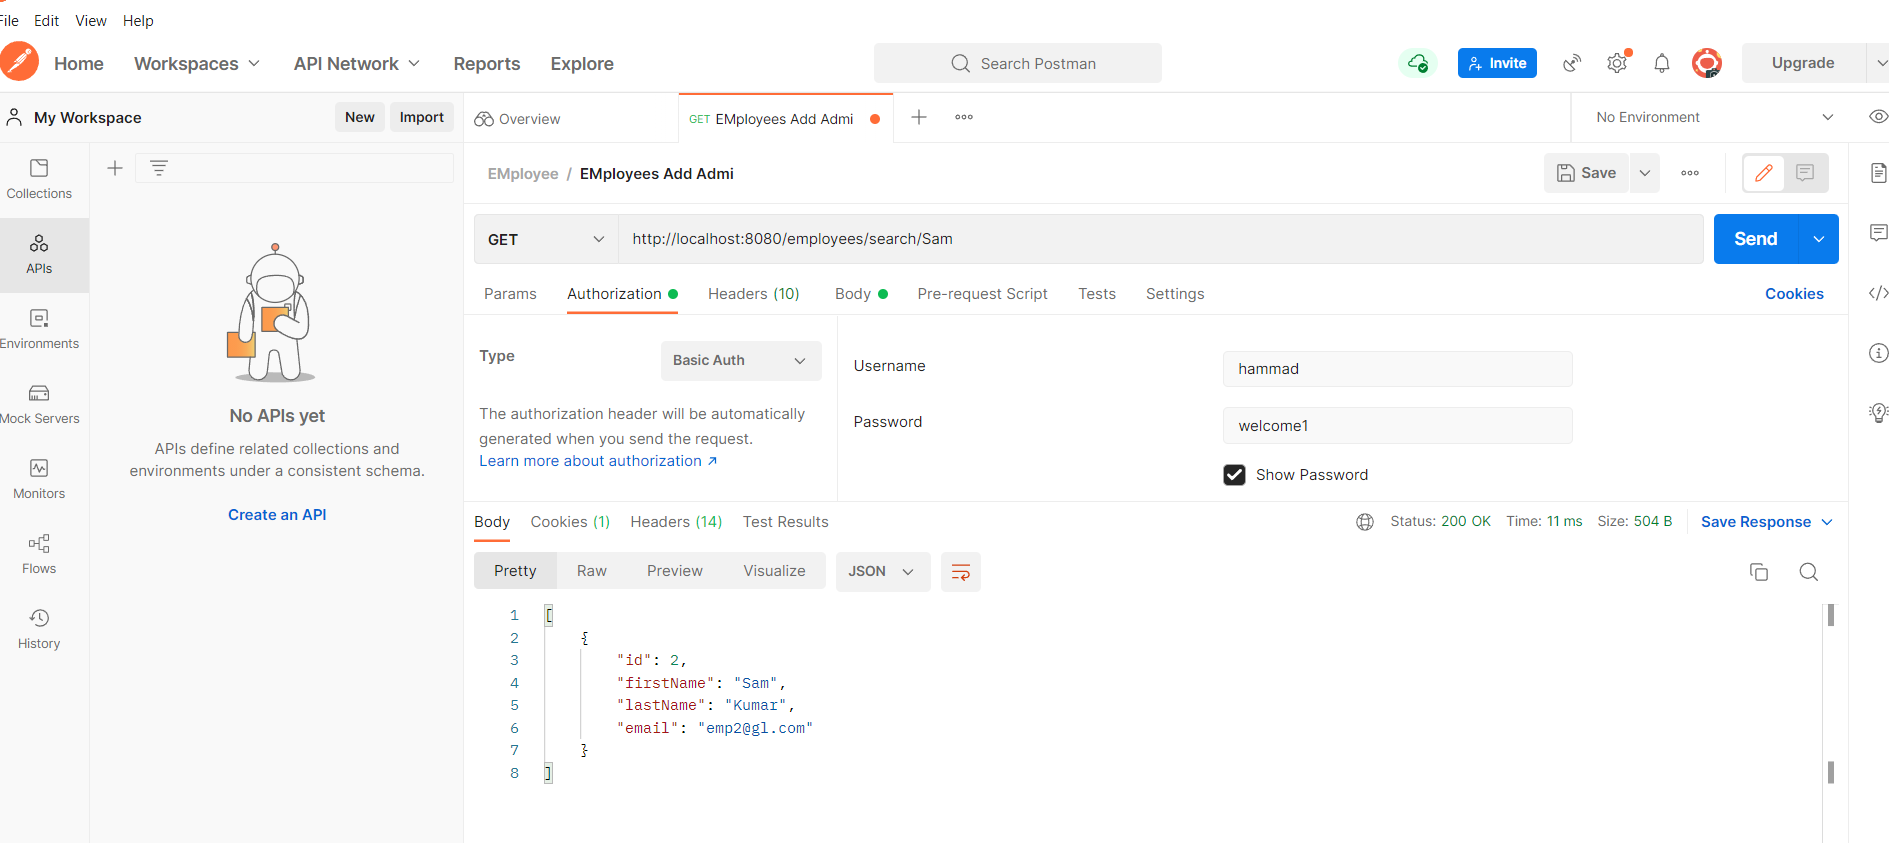 File Edit View Help
Home Workspaces API Network Reports Explore Search Postman Invite Upgrade
My Workspace New Import Overview GET EMployees Add Admi No Environment
EMployee / EMployees Add Admi Save
Collections
GET http://localhost:8080/employees/search/Sam Send
APIs
Params Authorization Headers (10) Body Pre-request Script Tests Settings Cookies
Environments
Type Basic Auth Username hammad
Mock Servers
The authorization header will be automatically
generated when you send the request.
Learn more about authorization ↗
Password welcome1
Show Password
No APIs yet
APIs define related collections and
environments under a consistent schema.
Create an API
Monitors
Flows
History
Body Cookies (1) Headers (14) Test Results Status: 200 OK Time: 11 ms Size: 504 B Save Response
Pretty Raw Preview Visualize JSON
1 [
2 {
3 "id": 2,
4 "firstName": "Sam",
5 "lastName": "Kumar",
6 "email": "emp2@gl.com"
7 }
8 ]